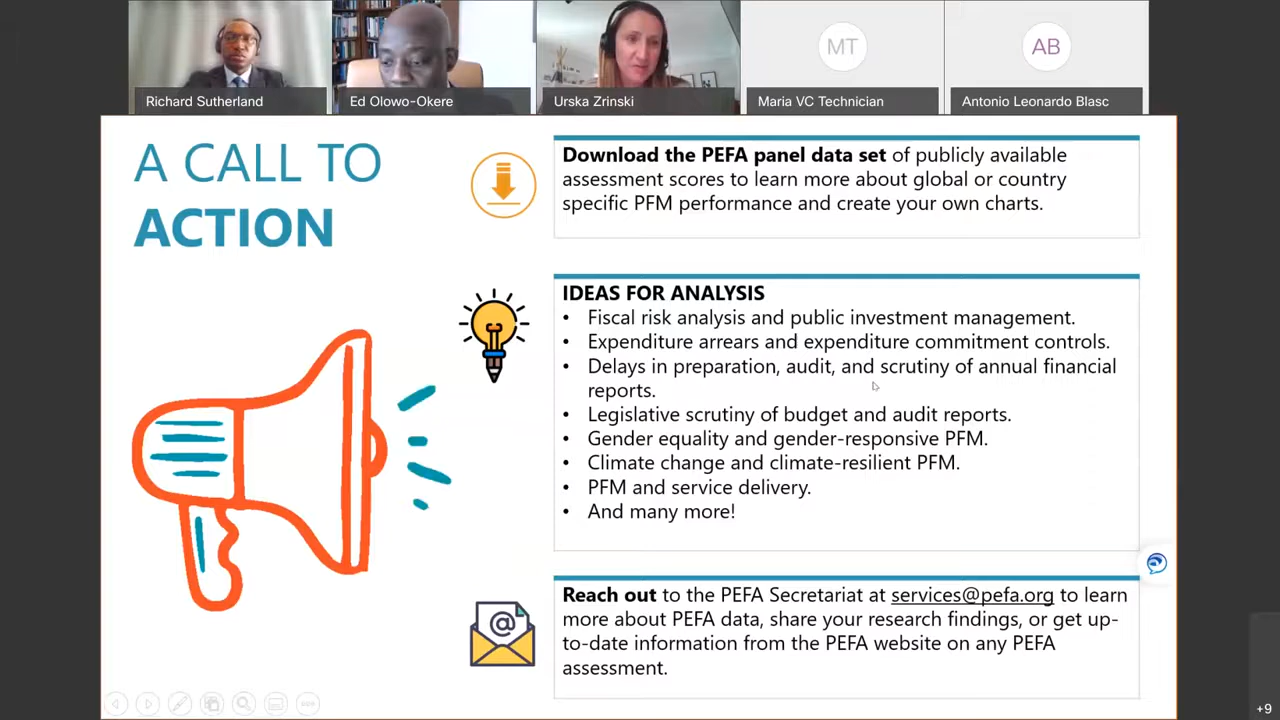 MT
AB
Richard Sutherland
Ed Olowo-Okere
Urska Zrinski
Maria VC Technician
Antonio Leonardo Blasc
A CALL TO
ACTION
Download the PEFA panel data set of publicly available
assessment scores to learn more about global or country
specific PFM performance and create your own charts.
IDEAS FOR ANALYSIS
• Fiscal risk analysis and public investment management.
• Expenditure arrears and expenditure commitment controls.
• Delays in preparation, audit, and scrutiny of annual financial
reports.
• Legislative scrutiny of budget and audit reports.
• Gender equality and gender-responsive PFM.
• Climate change and climate-resilient PFM.
• PFM and service delivery.
• And many more!
@
Reach out to the PEFA Secretariat at services@pefa.org to learn
more about PEFA data, share your research findings, or get up-
to-date information from the PEFA website on any PEFA
assessment.
+9